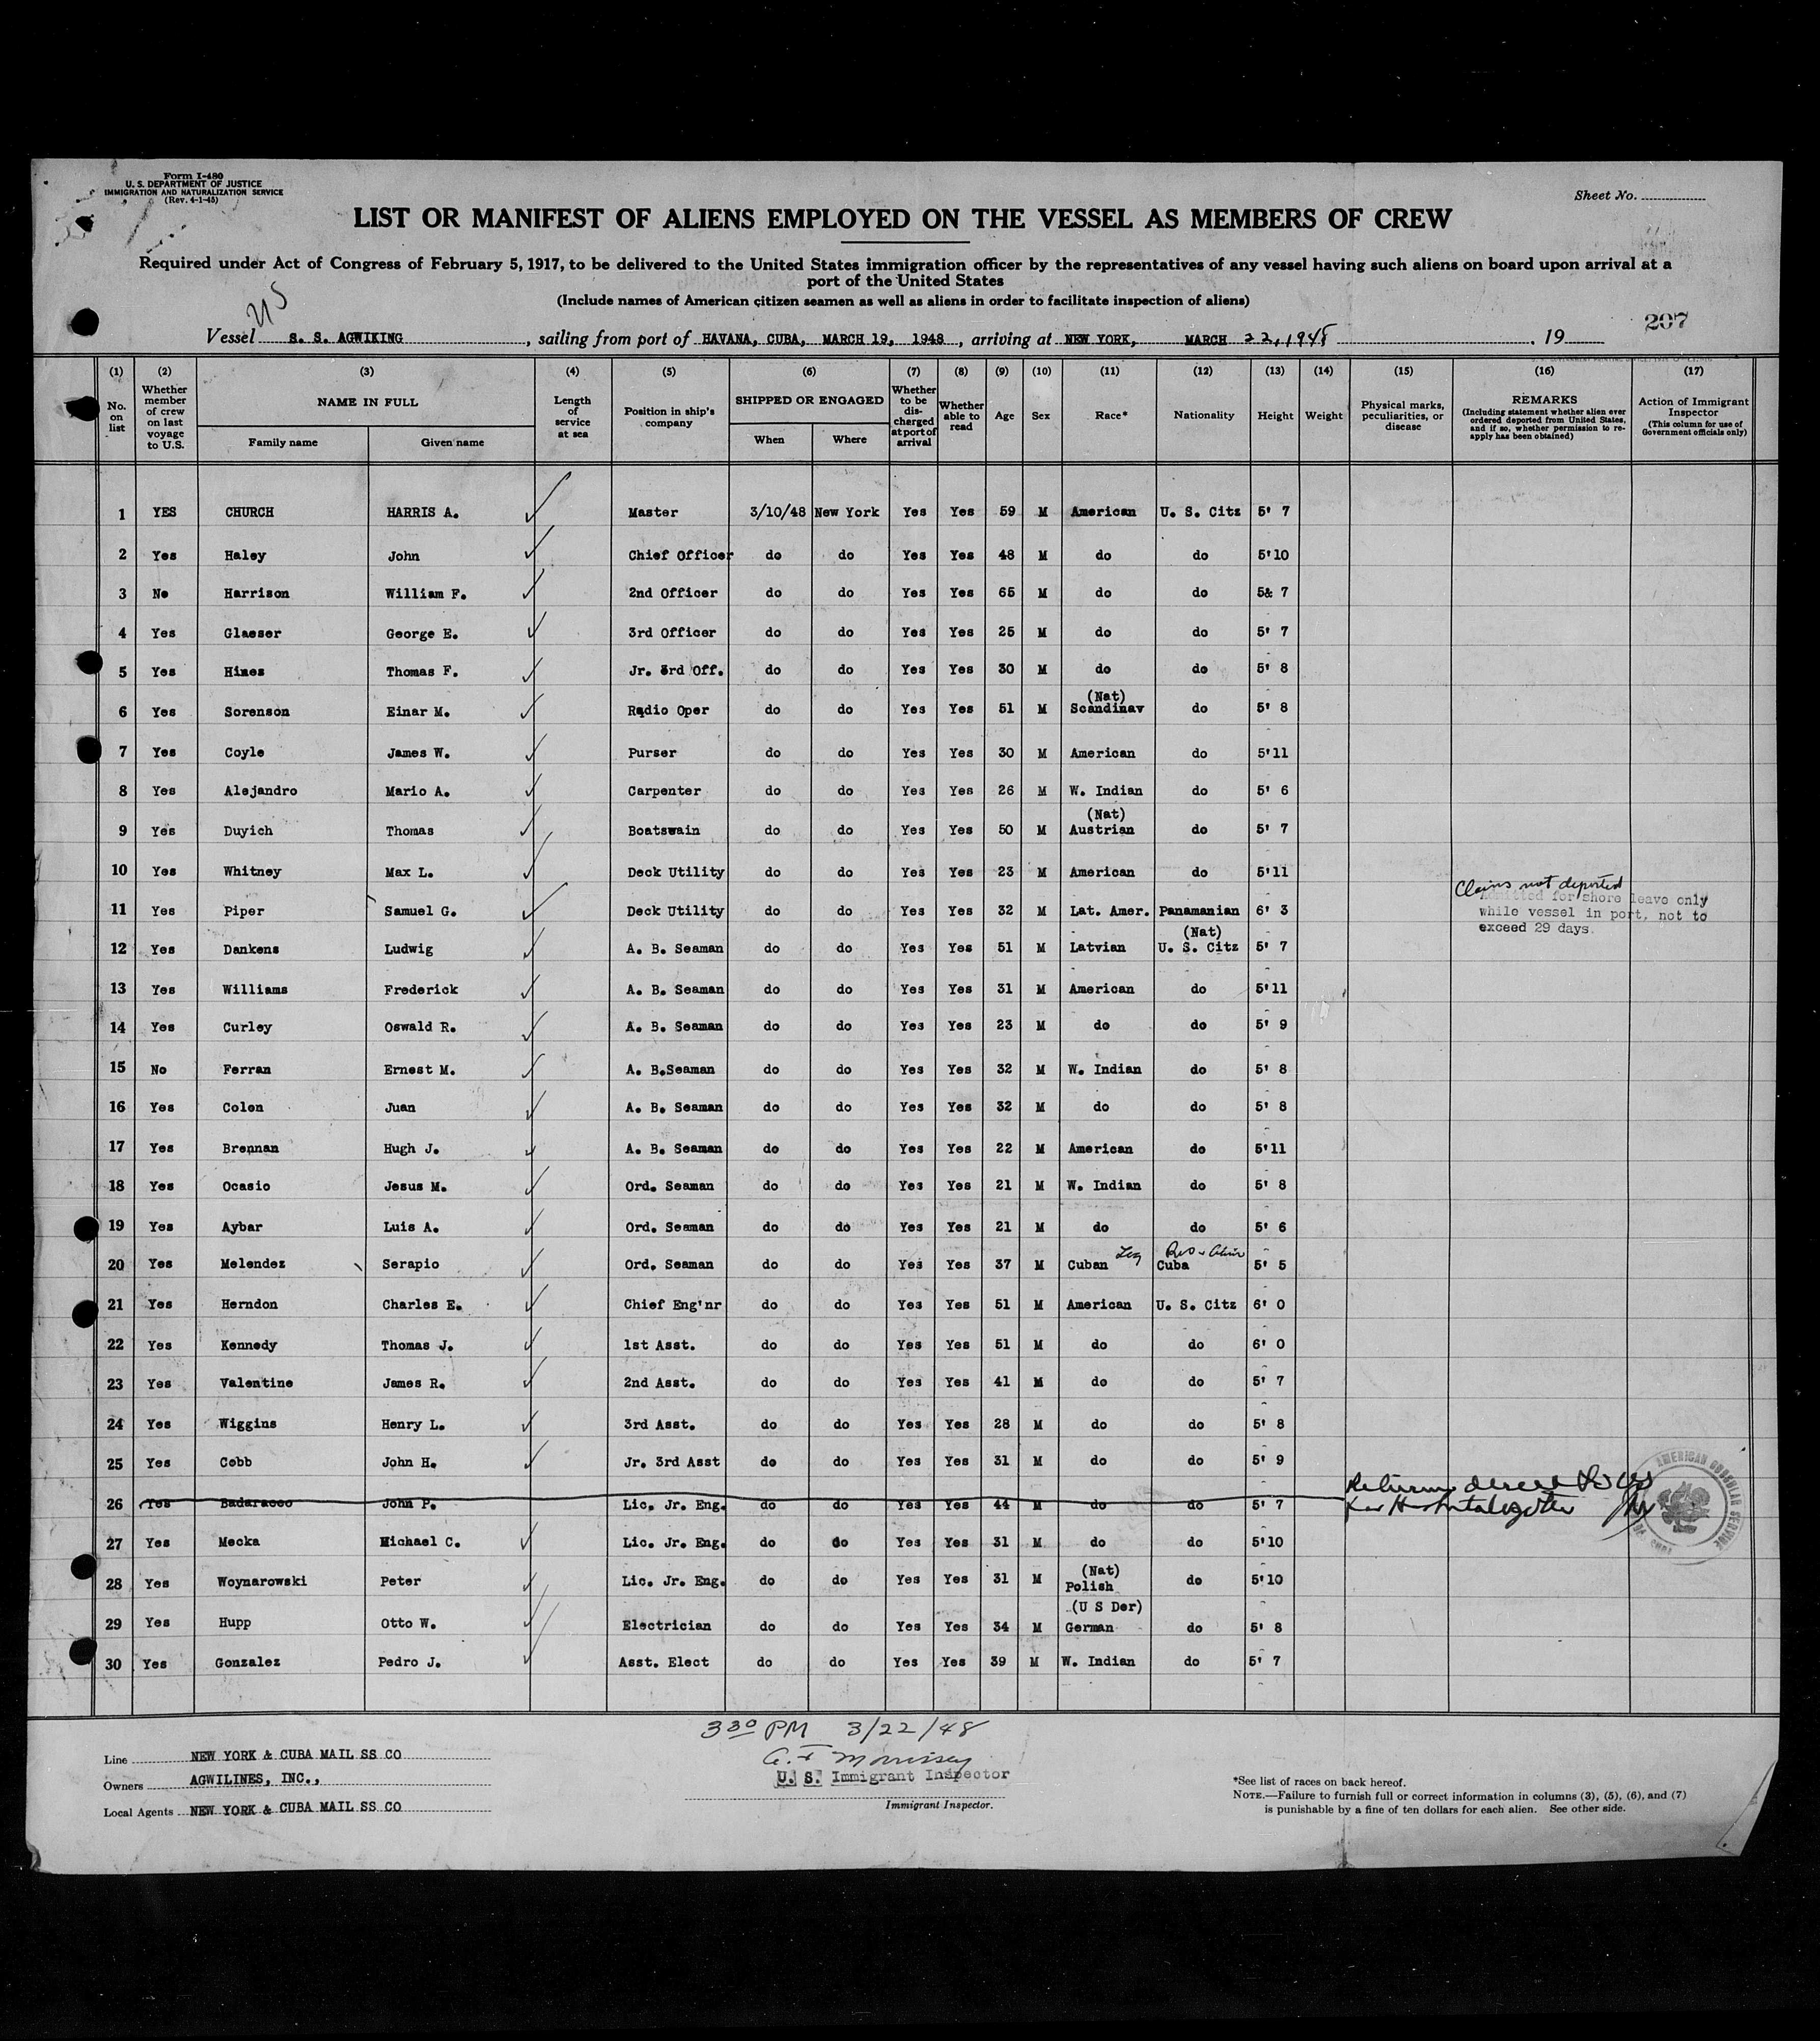 Form I-480
U. S. DEPARTMENT OF JUSTICE
IMMIGRATION AND NATURALIZATION SERVICE
(Rev. 4-1-45)
Sheet No.
LIST OR MANIFEST OF ALIENS EMPLOYED ON THE VESSEL AS MEMBERS OF CREW
Required under Act of Congress of February 5, 1917, to be delivered to the United States immigration officer by the representatives of any vessel having such aliens on board upon arrival at a
port of the United States
(Include names of American citizen seamen as well as aliens in order to facilitate inspection of aliens)
US
207
Vessel S. S. AGWIKING, sailing from port of HAVANA, CUBA, MARCH 19, 1948, arriving at NEW YORK, MARCH 22, 1948. 19
(1) No. on list (2) Whether member of crew on last voyage to U.S. (3) NAME IN FULL Family name Given name (4) Length of service at sea (5) Position in ship's company (6) SHIPPED OR ENGAGED When Where (7) Whether to be discharged at port of arrival (8) Whether able to read (9) Age (10) Sex (11) Race* (12) Nationality (13) Height (14) Weight (15) Physical marks, peculiarities, or disease (16) REMARKS (Including statement whether alien ever ordered deported from United States, and if so, whether permission to re-apply has been obtained) (17) Action of Immigrant Inspector (This column for use of Government officials only)
1 YES CHURCH HARRIS A. Master 3/10/48 New York Yes Yes 59 M American U. S. Citz 5' 7
2 Yes Haley John Chief Officer do do Yes Yes 48 M do do 5'10
3 No Harrison William F. 2nd Officer do do Yes Yes 65 M do do 5& 7
4 Yes Glaeser George E. 3rd Officer do do Yes Yes 25 M do do 5' 7
5 Yes Hines Thomas F. Jr. 3rd Off. do do Yes Yes 30 M do do 5' 8
6 Yes Sorenson Einar M. Radio Oper do do Yes Yes 51 M (Nat) Scandinav do 5' 8
7 Yes Coyle James W. Purser do do Yes Yes 30 M American do 5'11
8 Yes Alejandro Mario A. Carpenter do do Yes Yes 26 M W. Indian do 5' 6
9 Yes Duyich Thomas Boatswain do do Yes Yes 50 M (Nat) Austrian do 5' 7
10 Yes Whitney Max L. Deck Utility do do Yes Yes 23 M American do 5'11
11 Yes Piper Samuel G. Deck Utility do do Yes Yes 32 M Lat. Amer. Panamanian 6' 3 Claims not deported Admitted for shore leave only while vessel in port, not to exceed 29 days.
12 Yes Dankens Ludwig A. B. Seaman do do Yes Yes 51 M Latvian (Nat) U. S. Citz 5' 7
13 Yes Williams Frederick A. B. Seaman do do Yes Yes 31 M American do 5'11
14 Yes Curley Oswald R. A. B. Seaman do do Yes Yes 23 M do do 5' 9
15 No Ferran Ernest M. A. B.Seaman do do Yes Yes 32 M W. Indian do 5' 8
16 Yes Colen Juan A. B. Seaman do do Yes Yes 32 M do do 5' 8
17 Yes Brennan Hugh J. A. B. Seaman do do Yes Yes 22 M American do 5'11
18 Yes Ocasio Jesus M. Ord. Seaman do do Yes Yes 21 M W. Indian do 5' 8
19 Yes Aybar Luis A. Ord. Seaman do do Yes Yes 21 M do do 5' 6
20 Yes Melendez Serapio Ord. Seaman do do Yes Yes 37 M Cuban Leg Cuba Res. Alien 5' 5
21 Yes Herndon Charles E. Chief Eng'nr do do Yes Yes 51 M American U. S. Citz 6' 0
22 Yes Kennedy Thomas J. 1st Asst. do do Yes Yes 51 M do do 6' 0
23 Yes Valentine James R. 2nd Asst. do do Yes Yes 41 M do do 5' 7
24 Yes Wiggins Henry L. 3rd Asst. do do Yes Yes 28 M do do 5' 8
25 Yes Cobb John H. Jr. 3rd Asst do do Yes Yes 31 M do do 5' 9
26 Yes Badaracco John P. Lic. Jr. Eng. do do Yes Yes 44 M do do 5' 7 Returning direct to US for Hospitalization
AMERICAN CONSULAR SERVICE
27 Yes Mecka Michael C. Lic. Jr. Eng. do do Yes Yes 31 M do do 5'10
28 Yes Woynarowski Peter Lic. Jr. Eng. do do Yes Yes 31 M (Nat) Polish do 5'10
29 Yes Hupp Otto W. Electrician do do Yes Yes 34 M (U S Der) German do 5' 8
30 Yes Gonzalez Pedro J. Asst. Elect do do Yes Yes 39 M W. Indian do 5' 7
3 30 PM 3/22/48
A. F. Morrissey
U. S. Immigrant Inspector
Immigrant Inspector.
Line NEW YORK & CUBA MAIL SS CO
Owners AGWILINES, INC.,
Local Agents NEW YORK & CUBA MAIL SS CO
*See list of races on back hereof.
NOTE.—Failure to furnish full or correct information in columns (3), (5), (6), and (7)
is punishable by a fine of ten dollars for each alien. See other side.